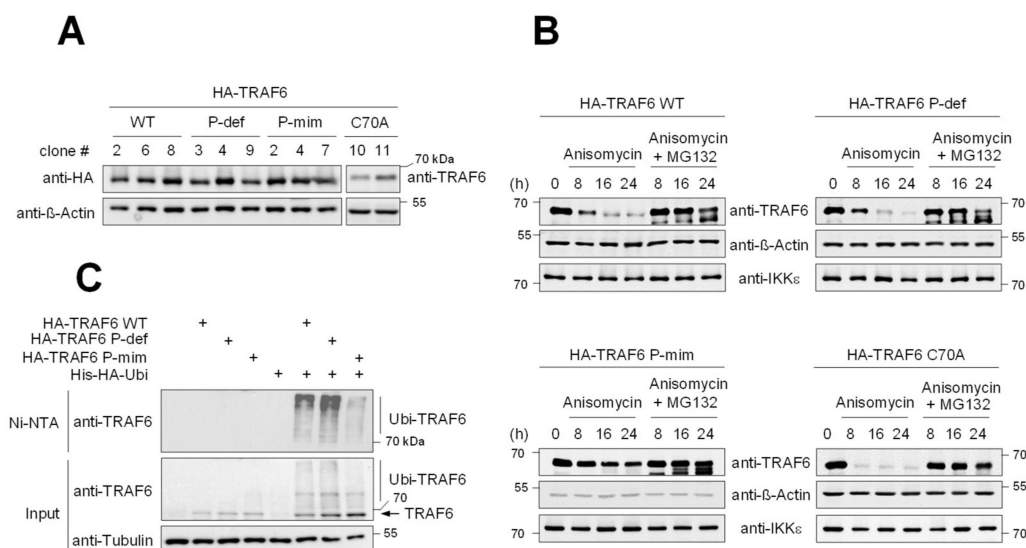 A
HA-TRAF6
WT P-def P-mim C70A
clone # 2 6 8 3 4 9 2 4 7 10 11
70 kDa
anti-HA anti-TRAF6
anti-ß-Actin 55
B
HA-TRAF6 WT
Anisomycin Anisomycin
+ MG132
(h) 0 8 16 24 8 16 24
70
anti-TRAF6
55
anti-ß-Actin
70 anti-IKKε
HA-TRAF6 P-def
Anisomycin Anisomycin
+ MG132
0 8 16 24 8 16 24
70
55
70
C
HA-TRAF6 WT + +
HA-TRAF6 P-def + +
HA-TRAF6 P-mim + +
His-HA-Ubi + + + +
Ni-NTA anti-TRAF6 Ubi-TRAF6
70 kDa
Input anti-TRAF6 Ubi-TRAF6
70
TRAF6
anti-Tubulin 55
HA-TRAF6 P-mim
Anisomycin Anisomycin
+ MG132
(h) 0 8 16 24 8 16 24
70
anti-TRAF6
55
anti-ß-Actin
70 anti-IKKε
HA-TRAF6 C70A
Anisomycin Anisomycin
+ MG132
(h) 0 8 16 24 8 16 24
70
55
70